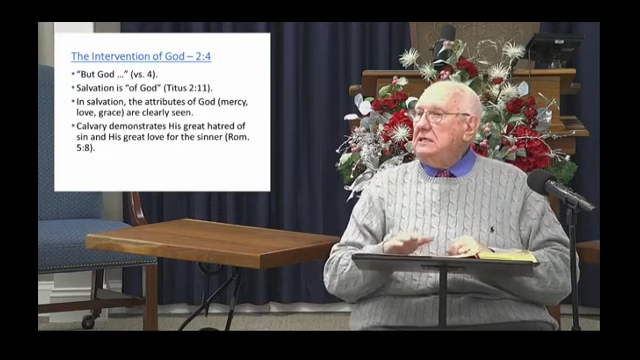 The Intervention of God – 2:4
• "But God …" (vs. 4).
• Salvation is "of God" (Titus 2:11).
• In salvation, the attributes of God (mercy,
love, grace) are clearly seen.
• Calvary demonstrates His great hatred of
sin and His great love for the sinner (Rom.
5:8).